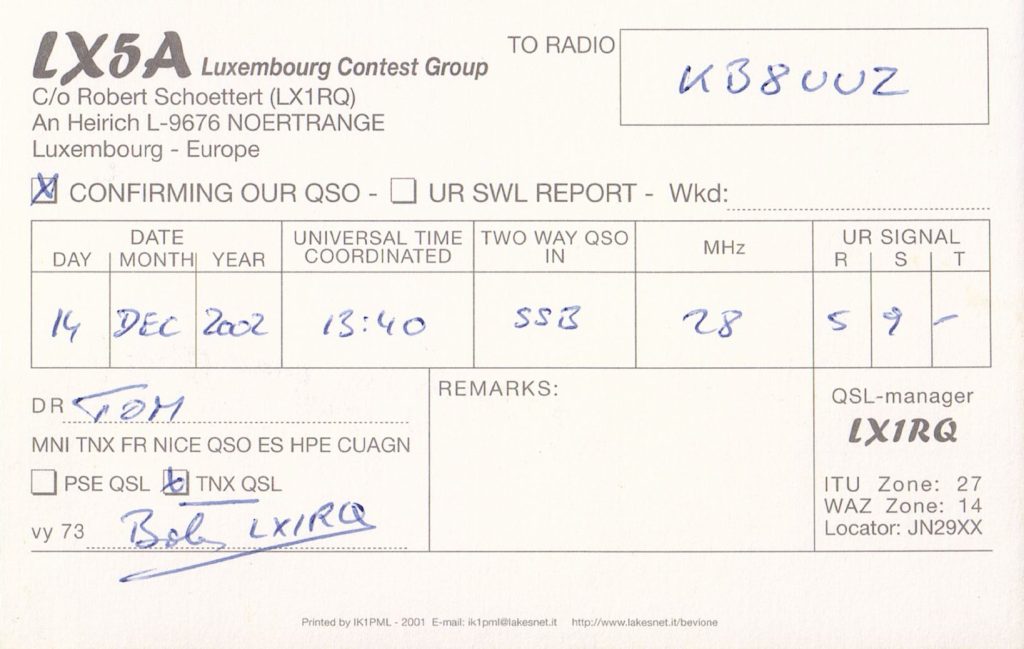 LX5A Luxembourg Contest Group
C/o Robert Schoettert (LX1RQ)
An Heirich L-9676 NOERTRANGE
Luxembourg - Europe
TO RADIO KB8UUZ
X CONFIRMING OUR QSO - UR SWL REPORT - Wkd:
DATE UNIVERSAL TIME TWO WAY QSO MHz UR SIGNAL
DAY MONTH YEAR COORDINATED IN R S T
14 DEC 2002 13:40 SSB 28 5 9 -
DR TOM
MNI TNX FR NICE QSO ES HPE CUAGN
PSE QSL X TNX QSL
vy 73 Bob LX1RQ
REMARKS:
QSL-manager
LX1RQ
ITU Zone: 27
WAZ Zone: 14
Locator: JN29XX
Printed by IK1PML - 2001 E-mail: ik1pml@lakesnet.it http://www.lakesnet.it/bevione